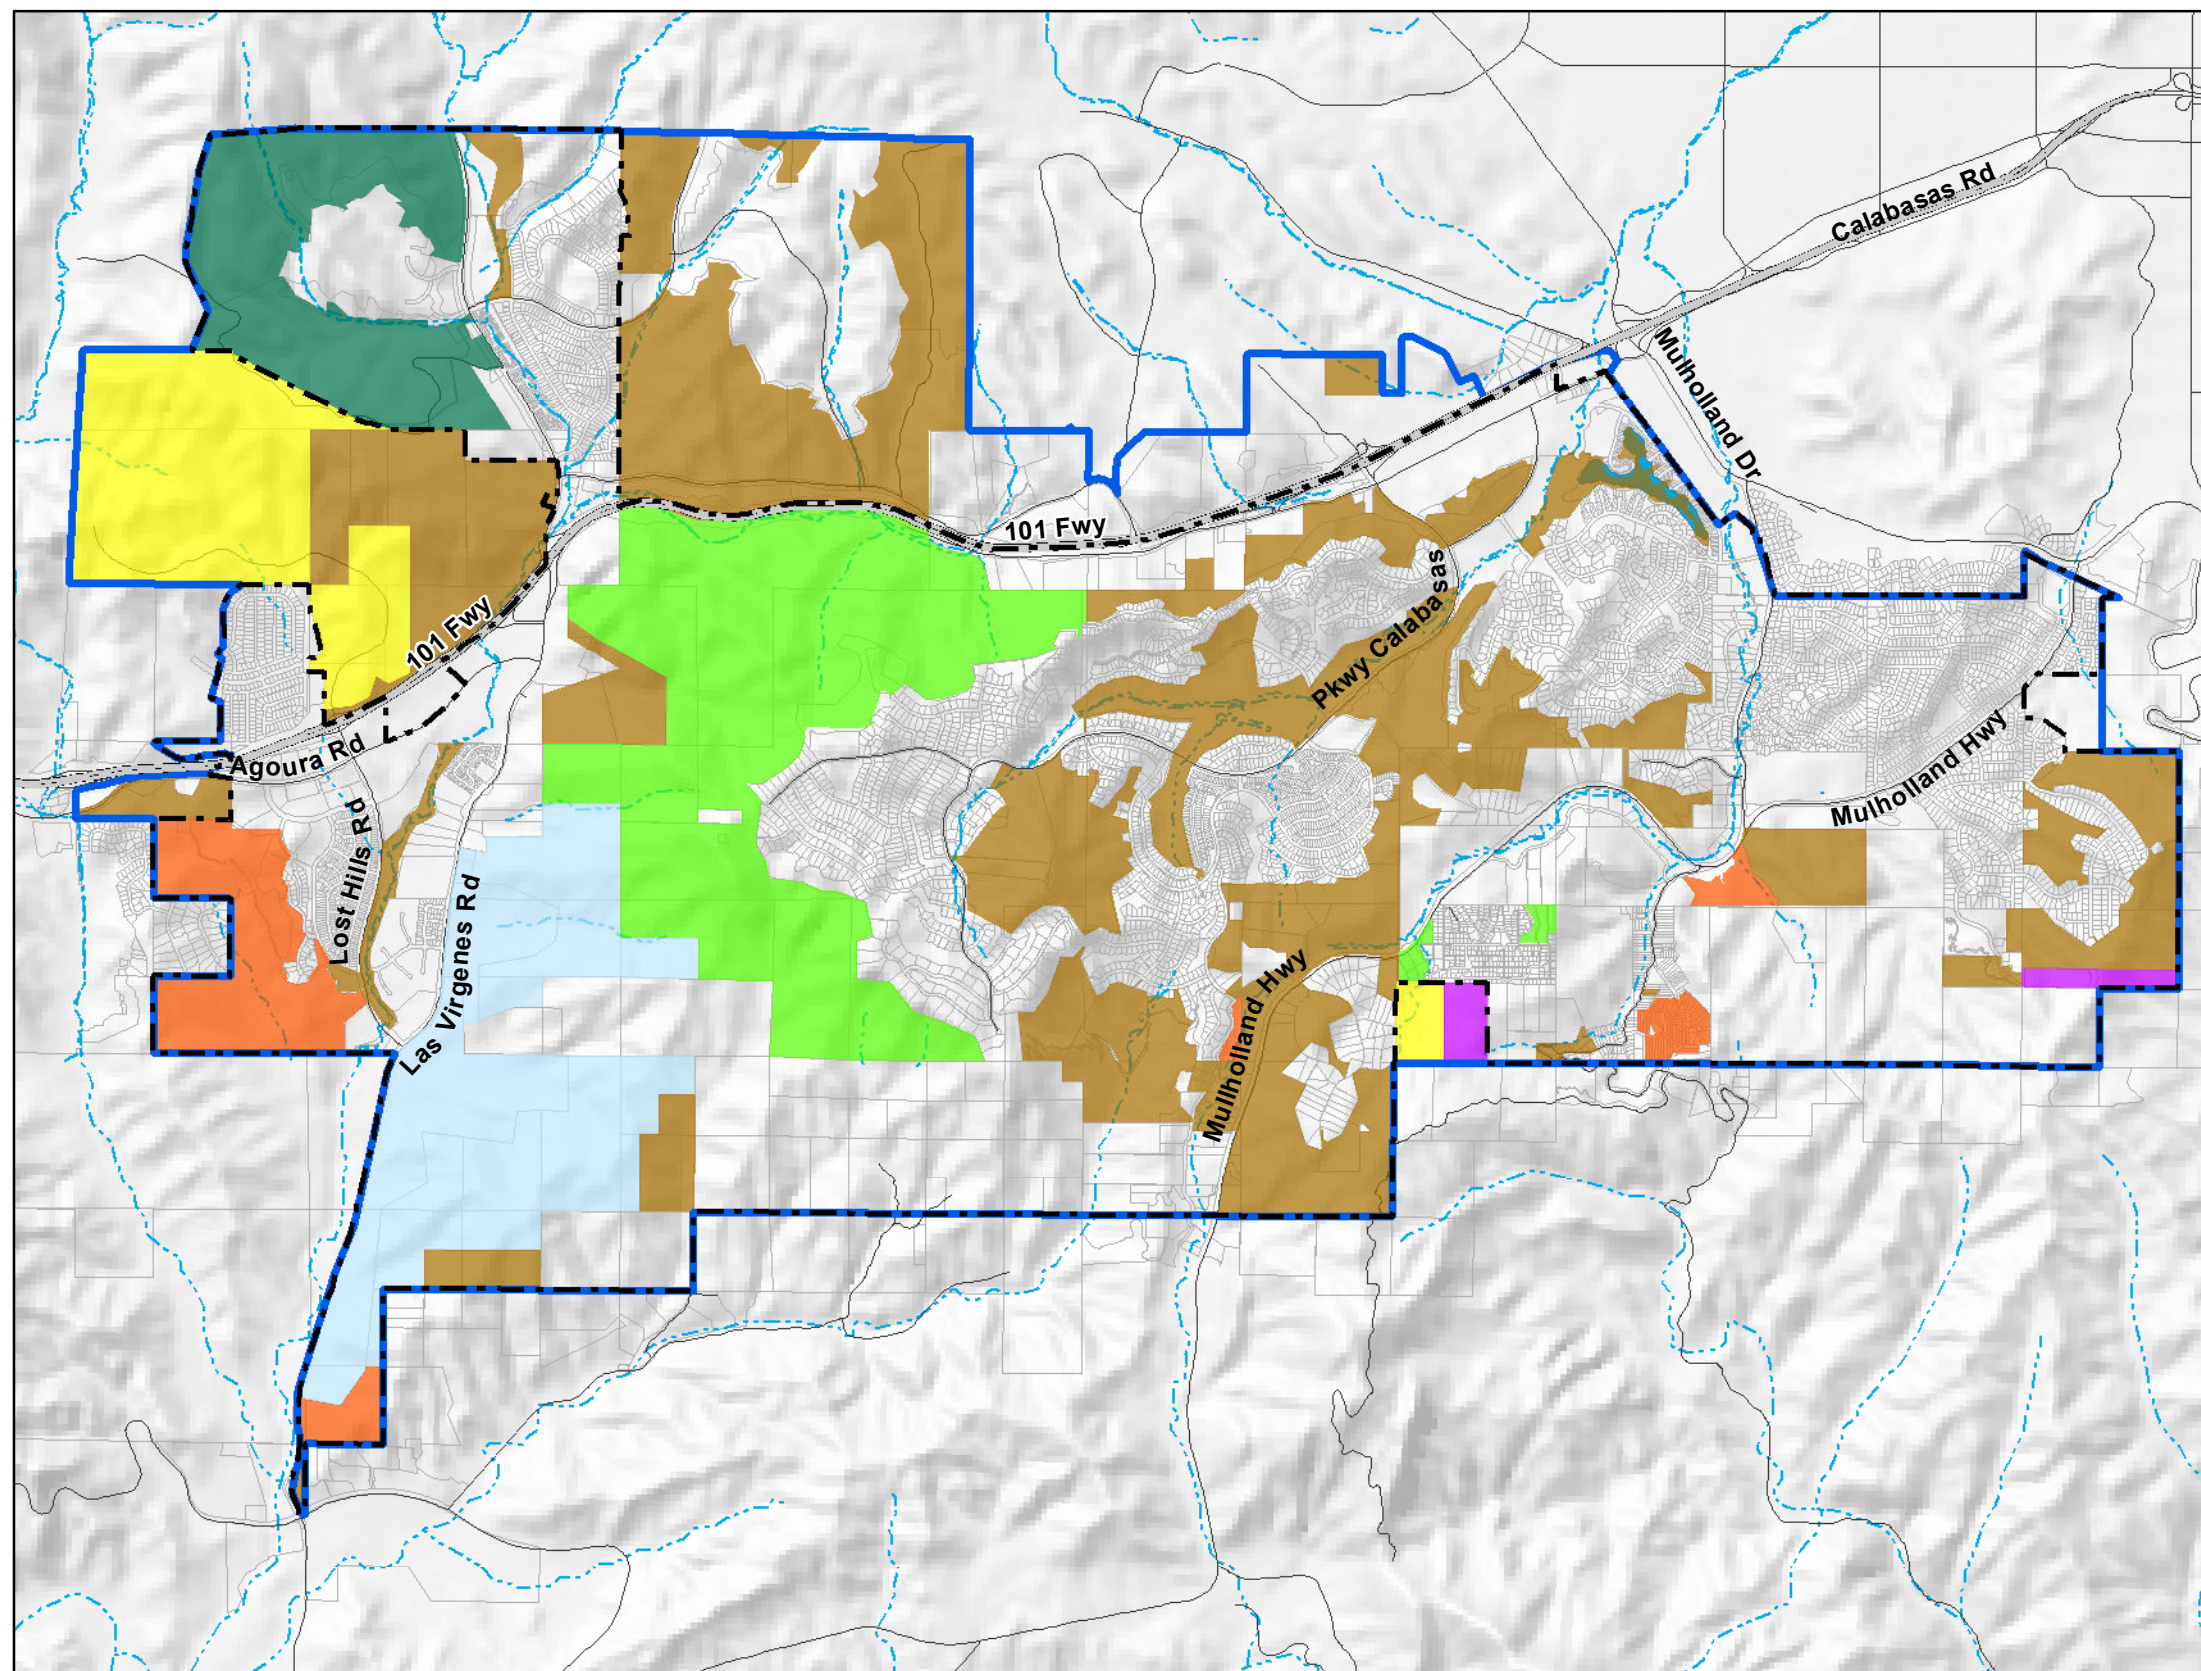 Calabasas Rd
Mulholland Dr
101 Fwy
Pkwy Calabasas
101 Fwy
Agoura Rd
Mulholland Hwy
Lost Hills Rd
Las Virgenes Rd
Mullholland Hwy